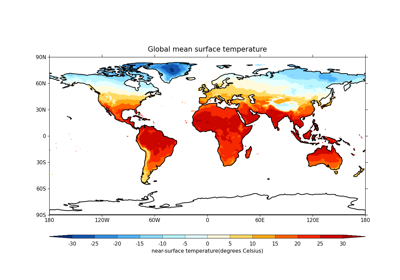 Global mean surface temperature
90N
60N
30N
0
30S
60S
90S
180 120W 60W 0 60E 120E 180
-30 -25 -20 -15 -10 -5 0 5 10 15 20 25 30
near-surface temperature(degrees Celsius)